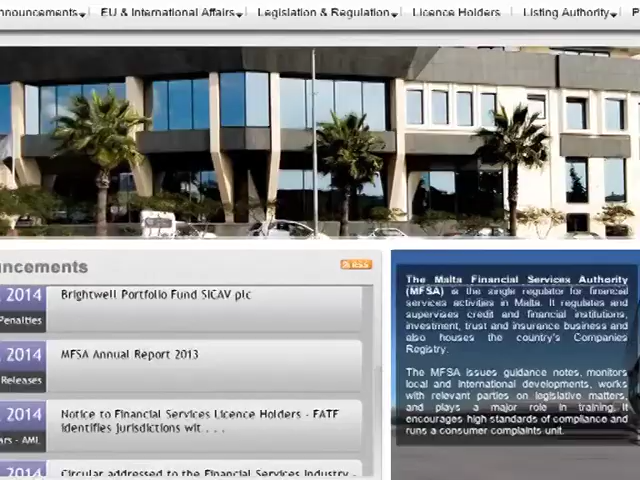 nnouncements
EU & International Affairs
Legislation & Regulation
Licence Holders
Listing Authority
P
ncements
RSS
2014
Brightwell Portfolio Fund SICAV plc
Penalties
2014
MFSA Annual Report 2013
Releases
2014
Notice to Financial Services Licence Holders - FATF
identifies jurisdictions wit . . .
ars - AML
2014
Circular addressed to the Financial Services Industry -
The Malta Financial Services Authority
(MFSA) is the single regulator for financial
services activities in Malta. It regulates and
supervises credit and financial institutions,
investment, trust and insurance business and
also houses the country's Companies
Registry.
The MFSA issues guidance notes, monitors
local and international developments, works
with relevant parties on legislative matters,
and plays a major role in training. It
encourages high standards of compliance and
runs a consumer complaints unit.